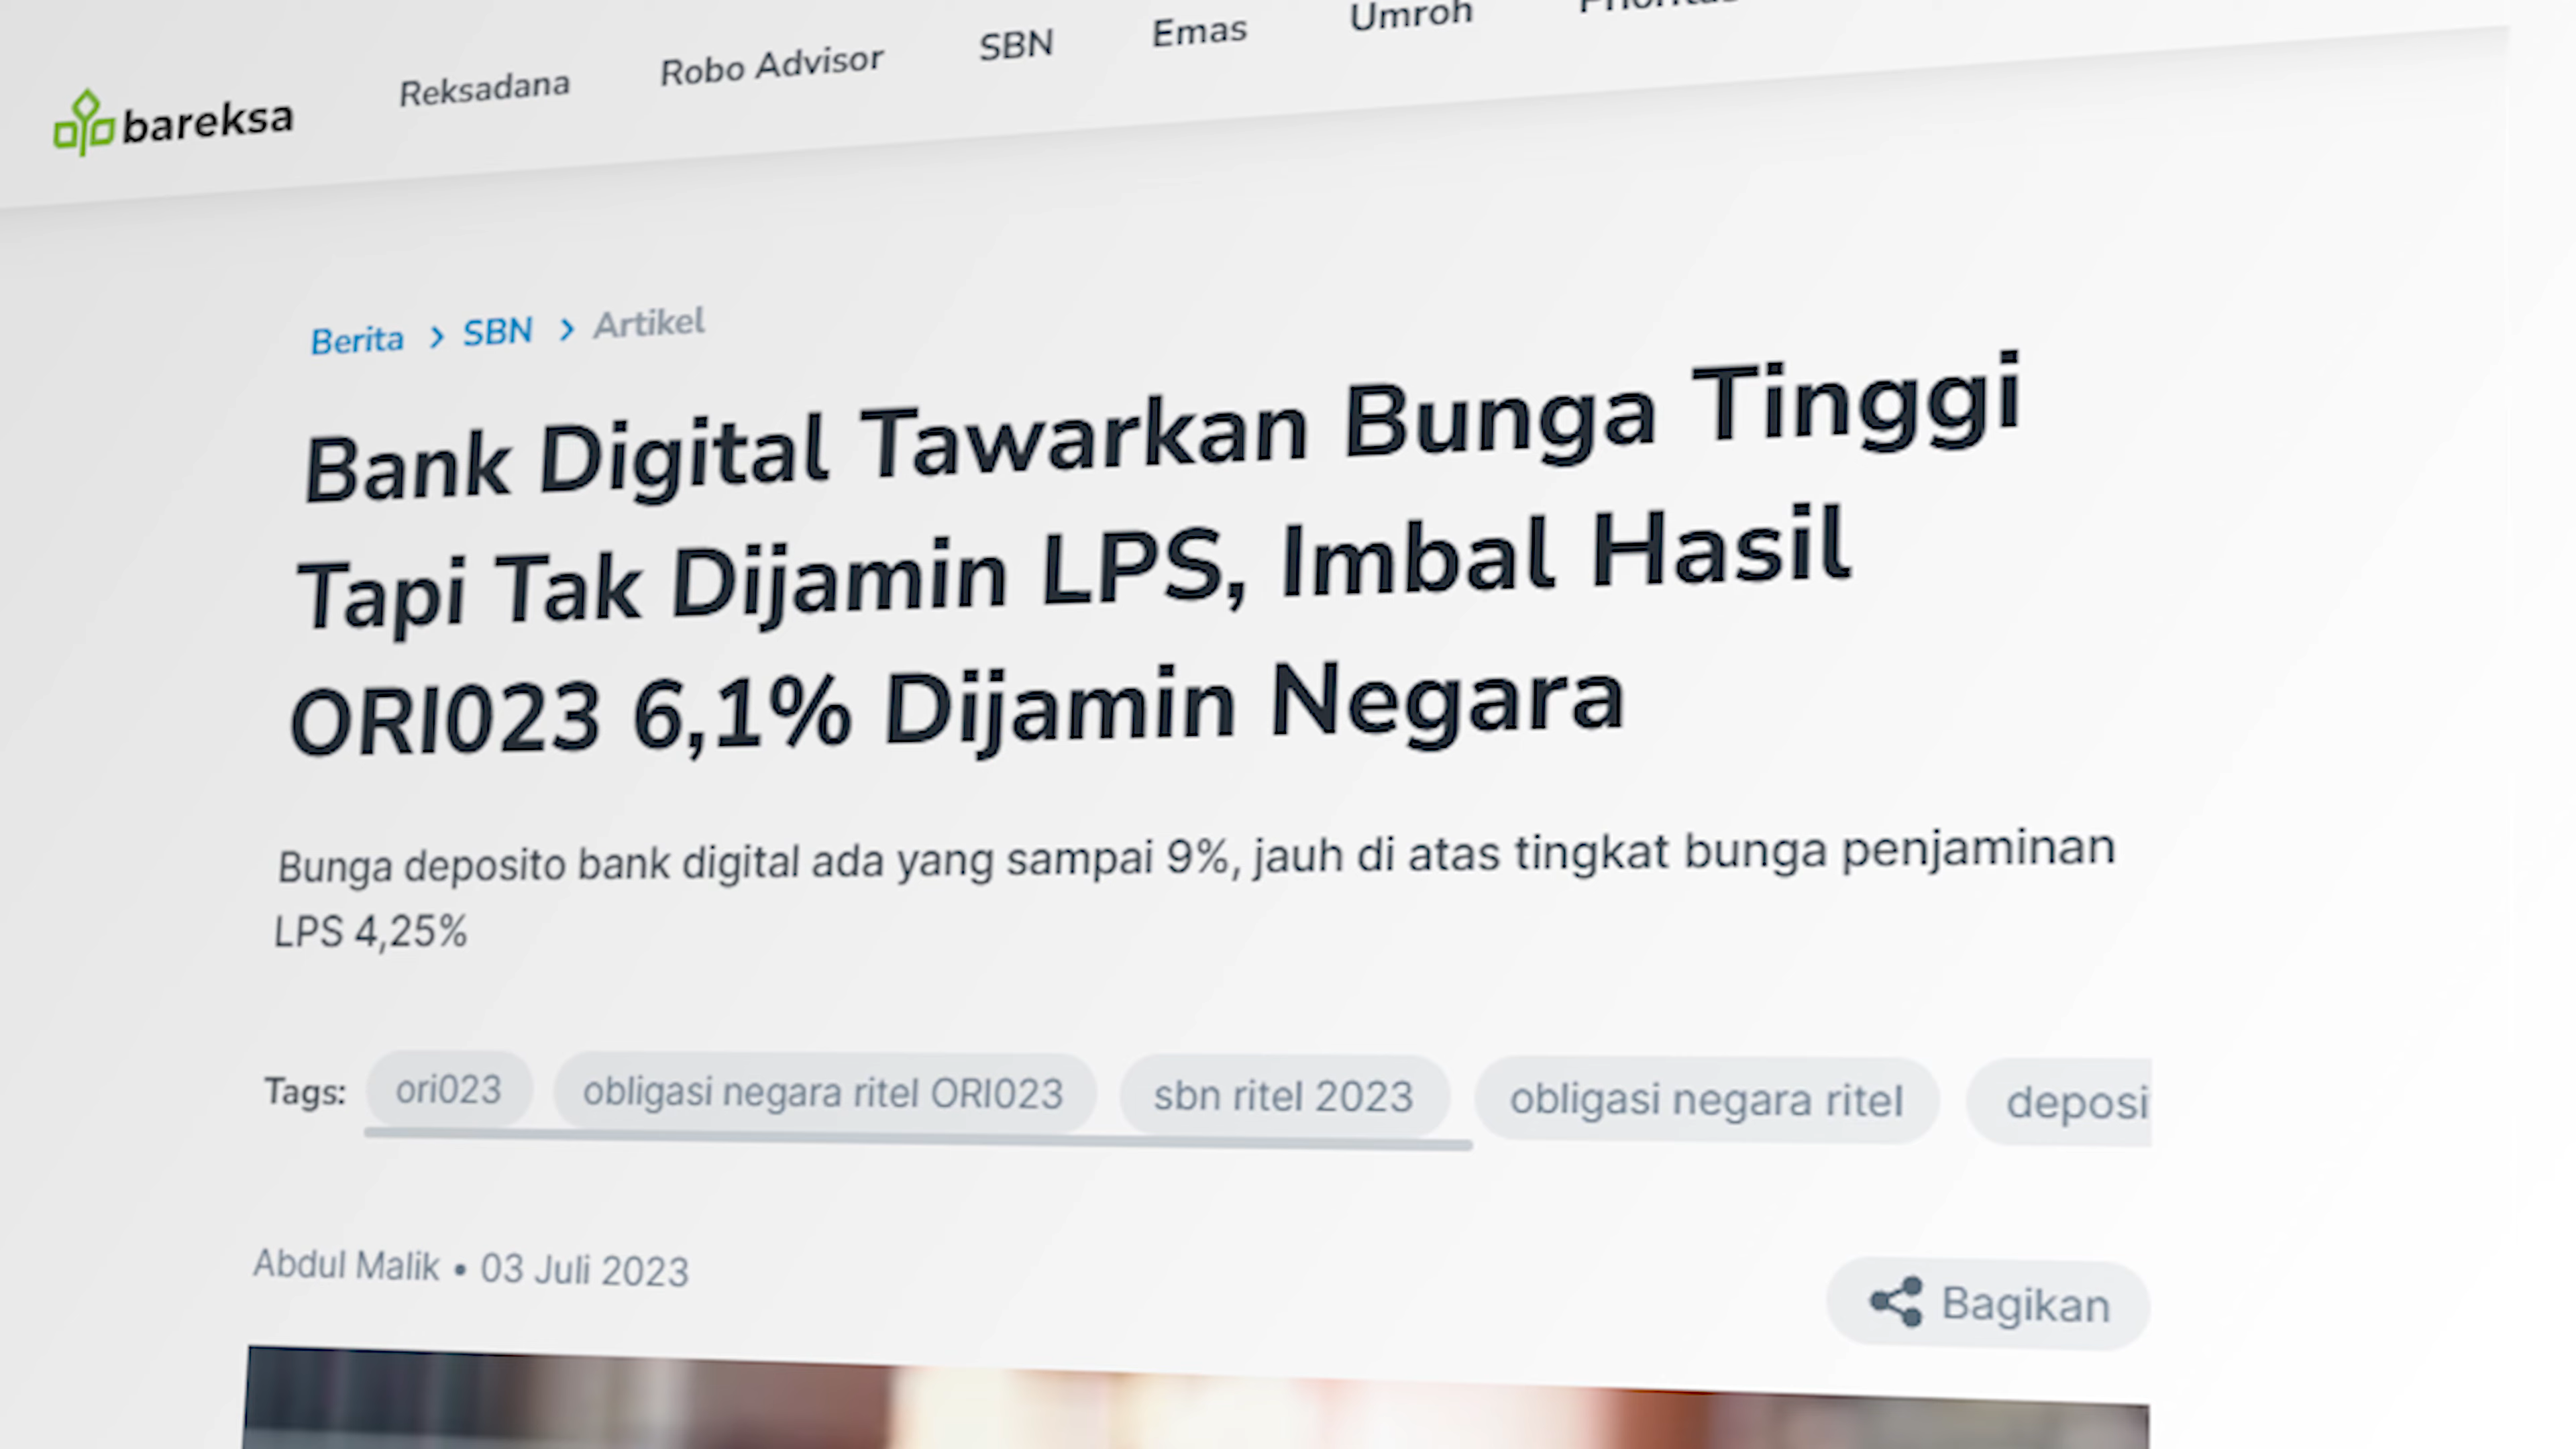 bareksa
Reksadana
Robo Advisor
SBN
Emas
Umroh
Berita > SBN > Artikel
Bank Digital Tawarkan Bunga Tinggi
Tapi Tak Dijamin LPS, Imbal Hasil
ORI023 6,1% Dijamin Negara
Bunga deposito bank digital ada yang sampai 9%, jauh di atas tingkat bunga penjaminan
LPS 4,25%
Tags: ori023 obligasi negara ritel ORI023 sbn ritel 2023 obligasi negara ritel deposi
Abdul Malik • 03 Juli 2023
Bagikan